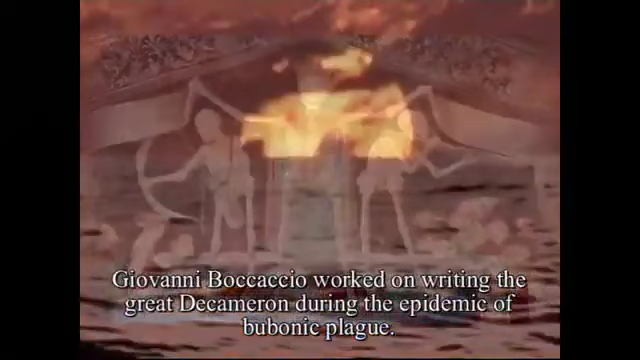 Giovanni Boccaccio worked on writing the
great Decameron during the epidemic of
bubonic plague.